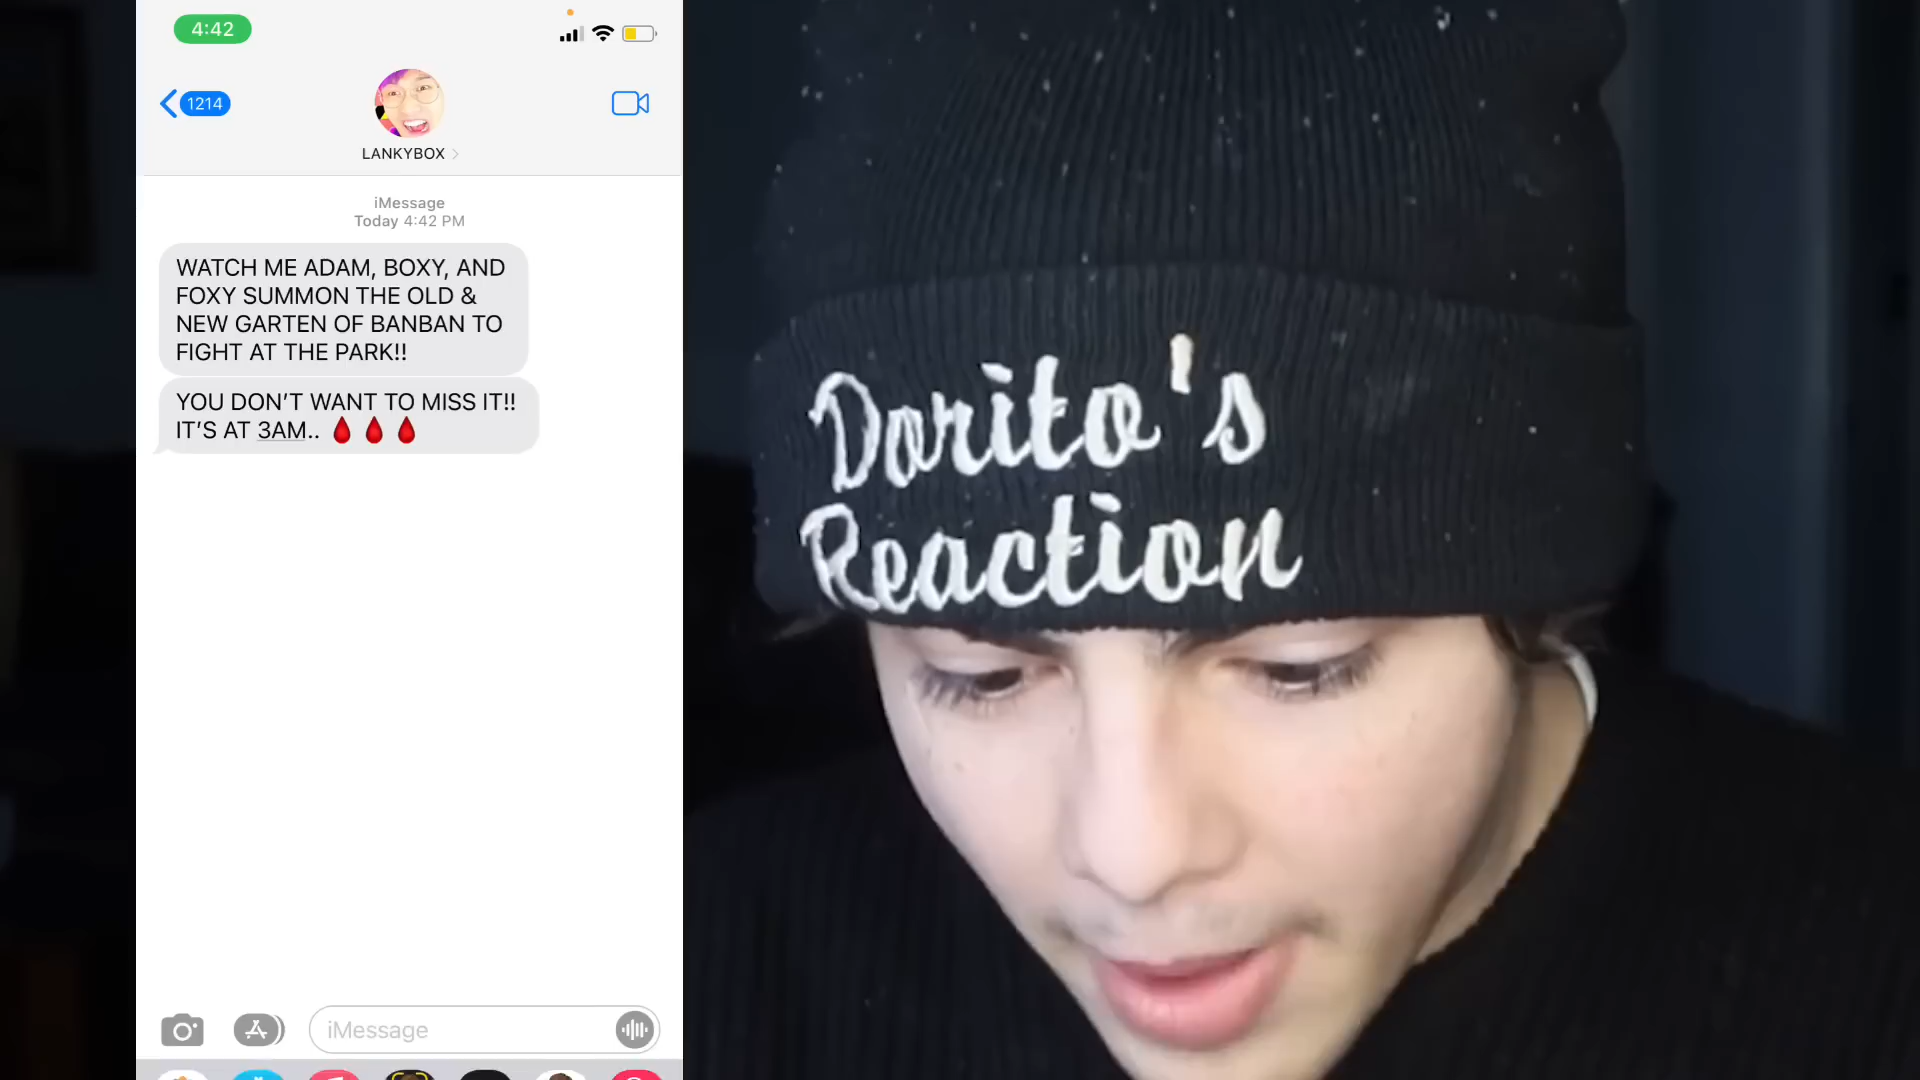 4:42
1214
LANKYBOX
iMessage
Today 4:42 PM
WATCH ME ADAM, BOXY, AND
FOXY SUMMON THE OLD &
NEW GARTEN OF BANBAN TO
FIGHT AT THE PARK!!
YOU DON’T WANT TO MISS IT!!
IT’S AT 3AM.. 🩸🩸🩸
iMessage
Dorito's
Reaction